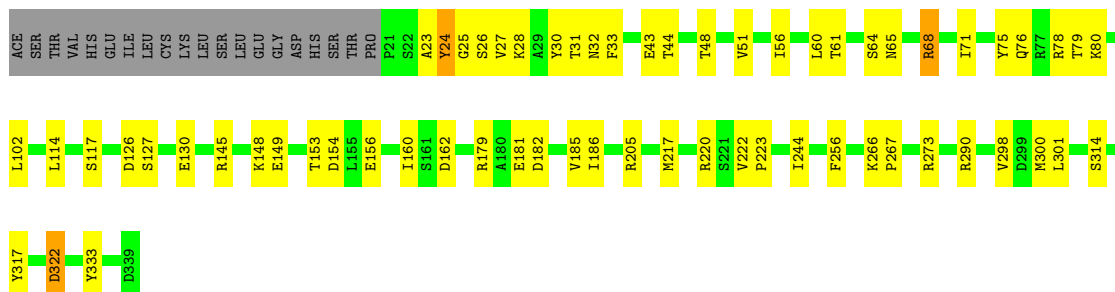 ACE SER THR VAL HIS GLU ILE LEU CYS LYS LEU SER LEU GLU GLY ASP HIS SER THR PRO P21 S22 A23 Y24 G25 S26 V27 K28 A29 Y30 T31 N32 F33 E43 T44 T48 V51 I56 L60 T61 S64 N65 R68 I71 Y75 Q76 R77 R78 T79 K80
L102 L114 S117 D126 S127 E130 R145 K148 E149 T153 D154 L155 E156 I160 S161 D162 R179 A180 E181 D182 V185 I186 R205 M217 R220 S221 V222 P223 I244 F256 K266 P267 R273 R290 V298 D299 M300 L301 S314
Y317 D322 Y333 D339